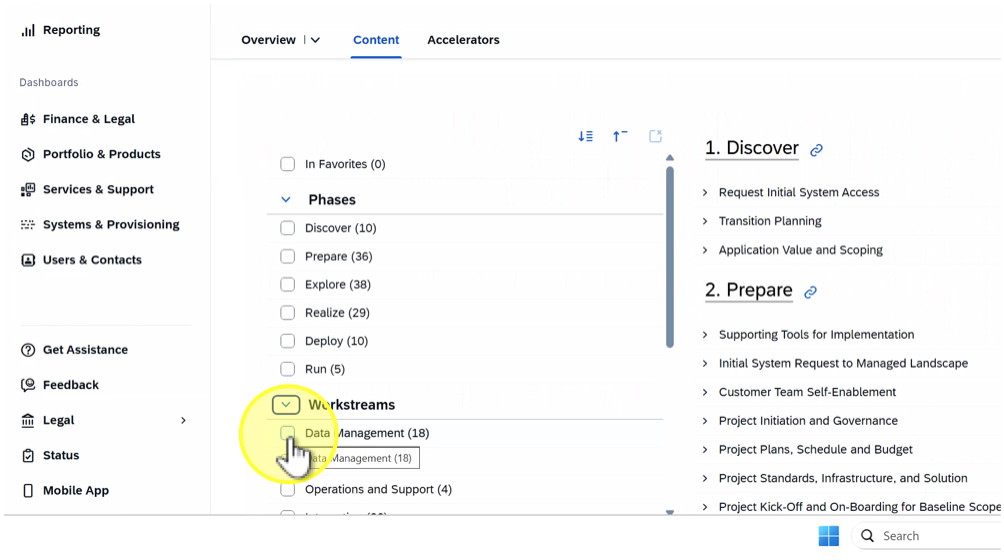 Reporting
Dashboards
Finance & Legal
Portfolio & Products
Services & Support
Systems & Provisioning
Users & Contacts
Get Assistance
Feedback
Legal
Status
Mobile App
Overview
Content
Accelerators
In Favorites (0)
Phases
Discover (10)
Prepare (36)
Explore (38)
Realize (29)
Deploy (10)
Run (5)
Workstreams
Data Management (18)
Data Management (18)
Operations and Support (4)
1. Discover
Request Initial System Access
Transition Planning
Application Value and Scoping
2. Prepare
Supporting Tools for Implementation
Initial System Request to Managed Landscape
Customer Team Self-Enablement
Project Initiation and Governance
Project Plans, Schedule and Budget
Project Standards, Infrastructure, and Solution
Project Kick-Off and On-Boarding for Baseline Scope
Search